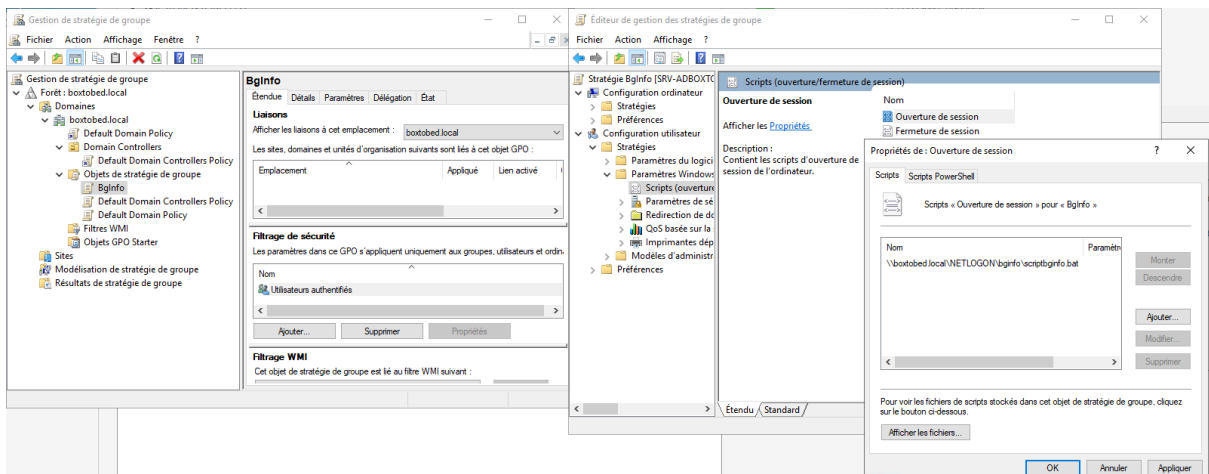 Gestion de stratégie de groupe
Fichier Action Affichage Fenêtre ?
Gestion de stratégie de groupe
Forêt : boxtobed.local
Domaines
boxtobed.local
Default Domain Policy
Domain Controllers
Default Domain Controllers Policy
Objets de stratégie de groupe
BgInfo
Default Domain Controllers Policy
Default Domain Policy
Filtres WMI
Objets GPO Starter
Sites
Modélisation de stratégie de groupe
Résultats de stratégie de groupe
BgInfo
Étendue Détails Paramètres Délégation État
Liaisons
Afficher les liaisons à cet emplacement : boxtobed.local
Les sites, domaines et unités d'organisation suivants sont liés à cet objet GPO :
Emplacement Appliqué Lien activé
Filtrage de sécurité
Les paramètres dans ce GPO s'appliquent uniquement aux groupes, utilisateurs et ordin
Nom
Utilisateurs authentifiés
Ajouter... Supprimer Propriétés
Filtrage WMI
Cet objet de stratégie de groupe est lié au filtre WMI suivant :
Éditeur de gestion des stratégies de groupe
Fichier Action Affichage ?
Stratégie BgInfo [SRV-ADBOXTO
Configuration ordinateur
Stratégies
Préférences
Configuration utilisateur
Stratégies
Paramètres du logici
Paramètres Windows
Scripts (ouverture
Paramètres de sé
Redirection de do
QoS basée sur la
Imprimantes dép
Modèles d'administr
Préférences
Scripts (ouverture/fermeture de session)
Ouverture de session
Afficher les Propriétés
Description :
Contient les scripts d'ouverture de
session de l'ordinateur.
Nom
Ouverture de session
Fermeture de session
Étendu Standard
Propriétés de : Ouverture de session ?
Scripts Scripts PowerShell
Scripts « Ouverture de session » pour « BgInfo »
Nom Paramètr
\\boxtobed.local\NETLOGON\bginfo\scriptbginfo.bat
Monter
Descendre
Ajouter...
Modifier...
Supprimer
Pour voir les fichiers de scripts stockés dans cet objet de stratégie de groupe, cliquez
sur le bouton ci-dessous.
Afficher les fichiers...
OK Annuler Appliquer